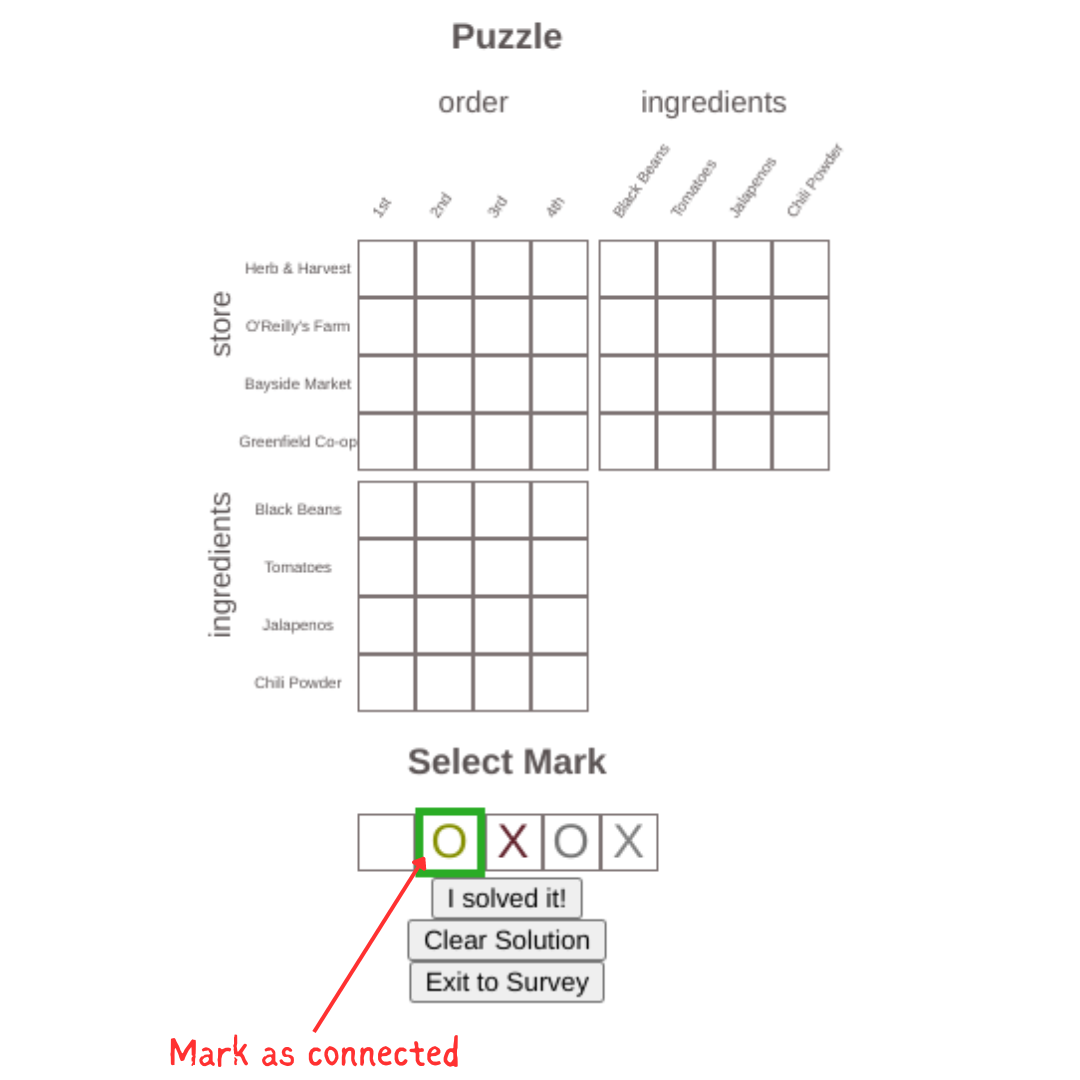 Puzzle
order ingredients
1st 2nd 3rd 4th Black Beans Tomatoes Jalapenos Chili Powder
store
Herb & Harvest
O'Reilly's Farm
Bayside Market
Greenfield Co-op
ingredients
Black Beans
Tomatoes
Jalapenos
Chili Powder
Select Mark
O X O X
I solved it!
Clear Solution
Exit to Survey
Mark as connected